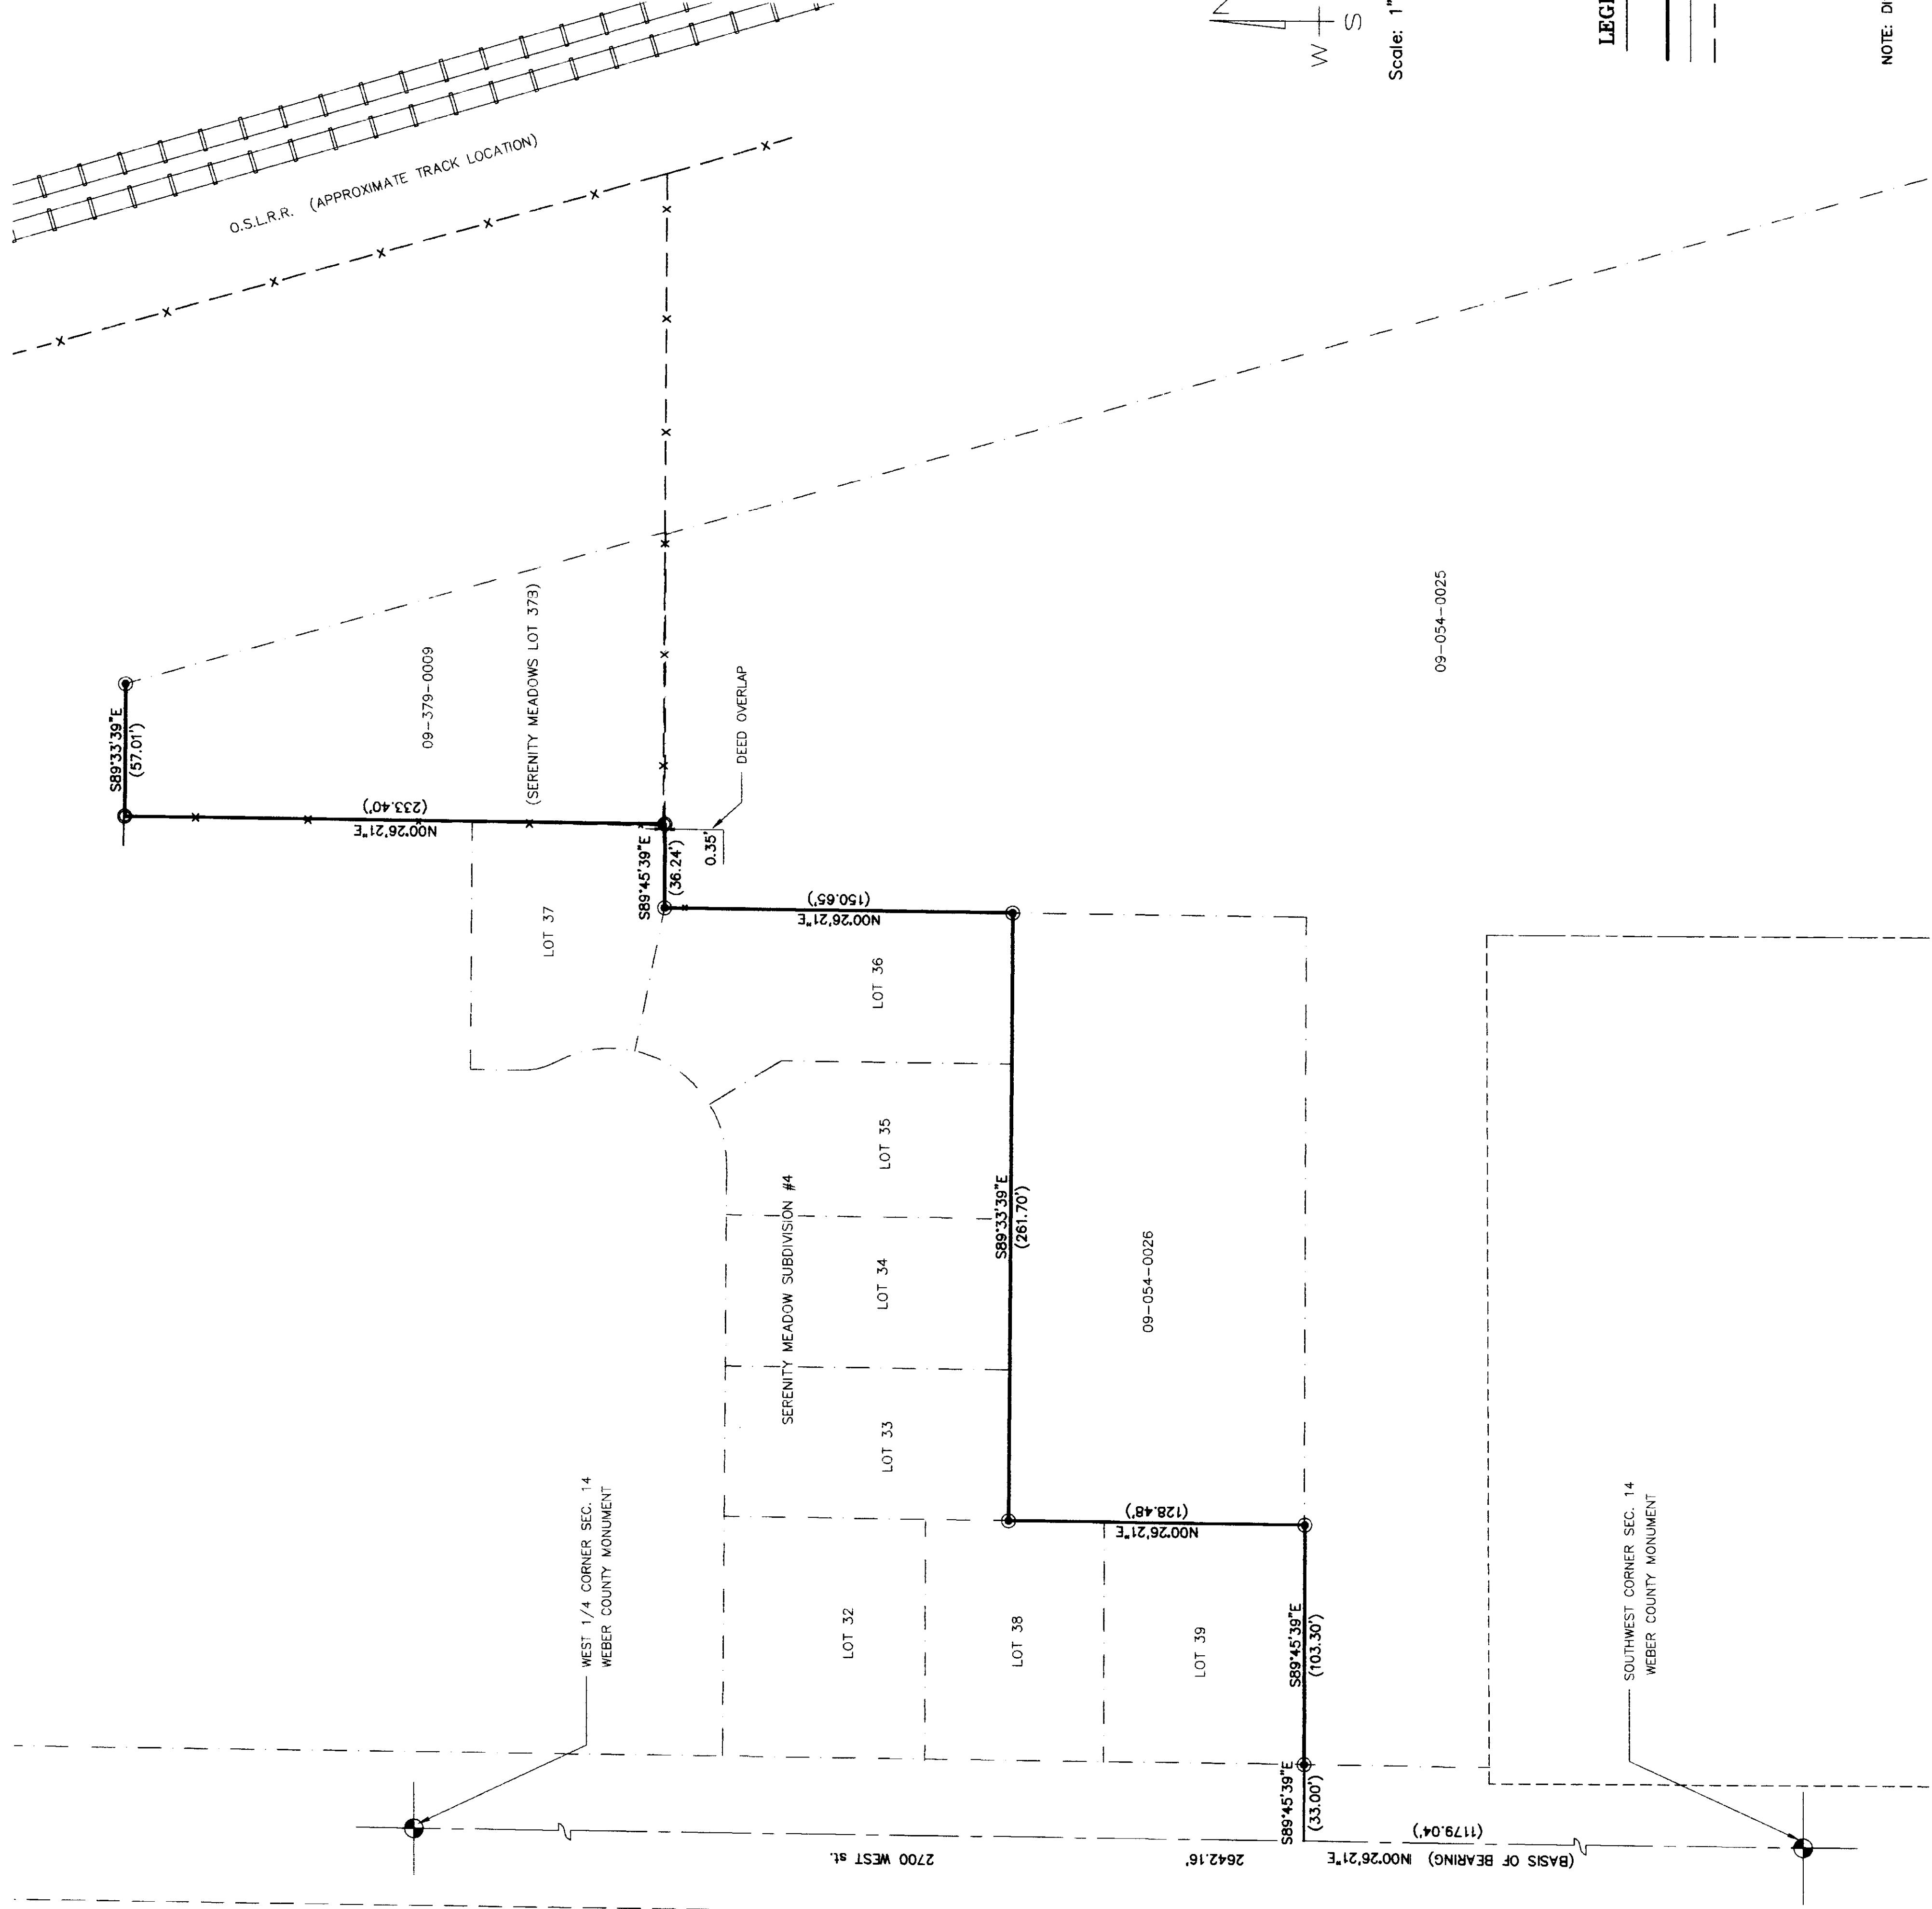 O.S.L.R.R. (APPROXIMATE TRACK LOCATION)
W
S
Scale: 1"
NOTE: DI
S89°33'39"E
(57.01')
09-379-0009
(SERENITY MEADOWS LOT 37B)
N00°26'21"E
(233.40')
DEED OVERLAP
0.35'
S89°45'39"E
(36.24')
LOT 37
N00°26'21"E
(150.65')
LOT 36
09-054-0025
LOT 35
SERENITY MEADOW SUBDIVISION #4
S89°33'39"E
(261.70')
LOT 34
09-054-0026
LOT 33
WEST 1/4 CORNER SEC. 14
WEBER COUNTY MONUMENT
N00°26'21"E
(128.48')
LOT 32
LOT 38
LOT 39
S89°45'39"E
(103.30')
SOUTHWEST CORNER SEC. 14
WEBER COUNTY MONUMENT
S89°45'39"E
(33.00')
2700 WEST st.
2642.16'
(BASIS OF BEARING) N00°26'21"E
(1179.04')